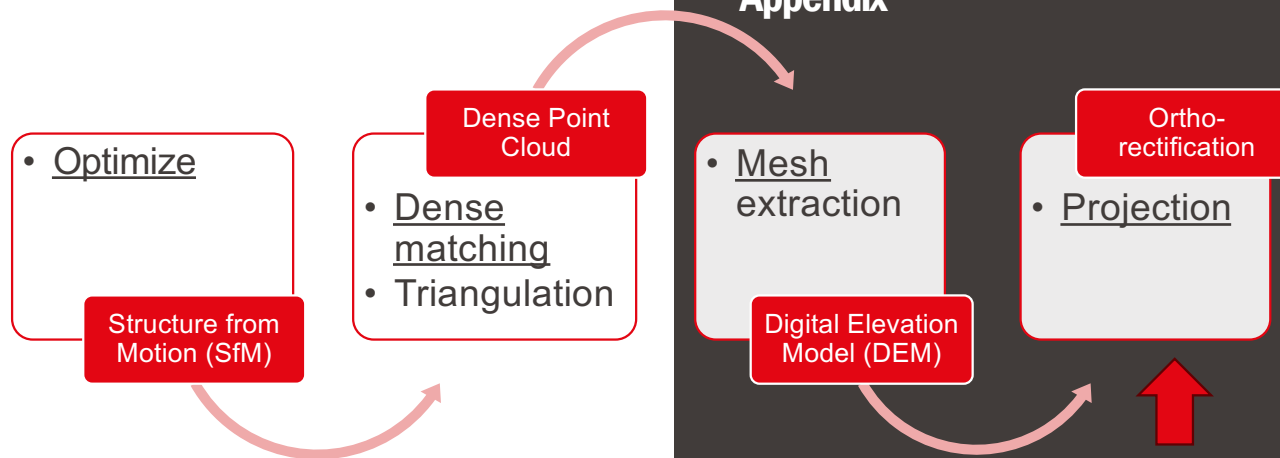 Appendix
• Optimize
Structure from
Motion (SfM)
Dense Point
Cloud
• Dense
matching
• Triangulation
• Mesh
extraction
Digital Elevation
Model (DEM)
Ortho-
rectification
• Projection